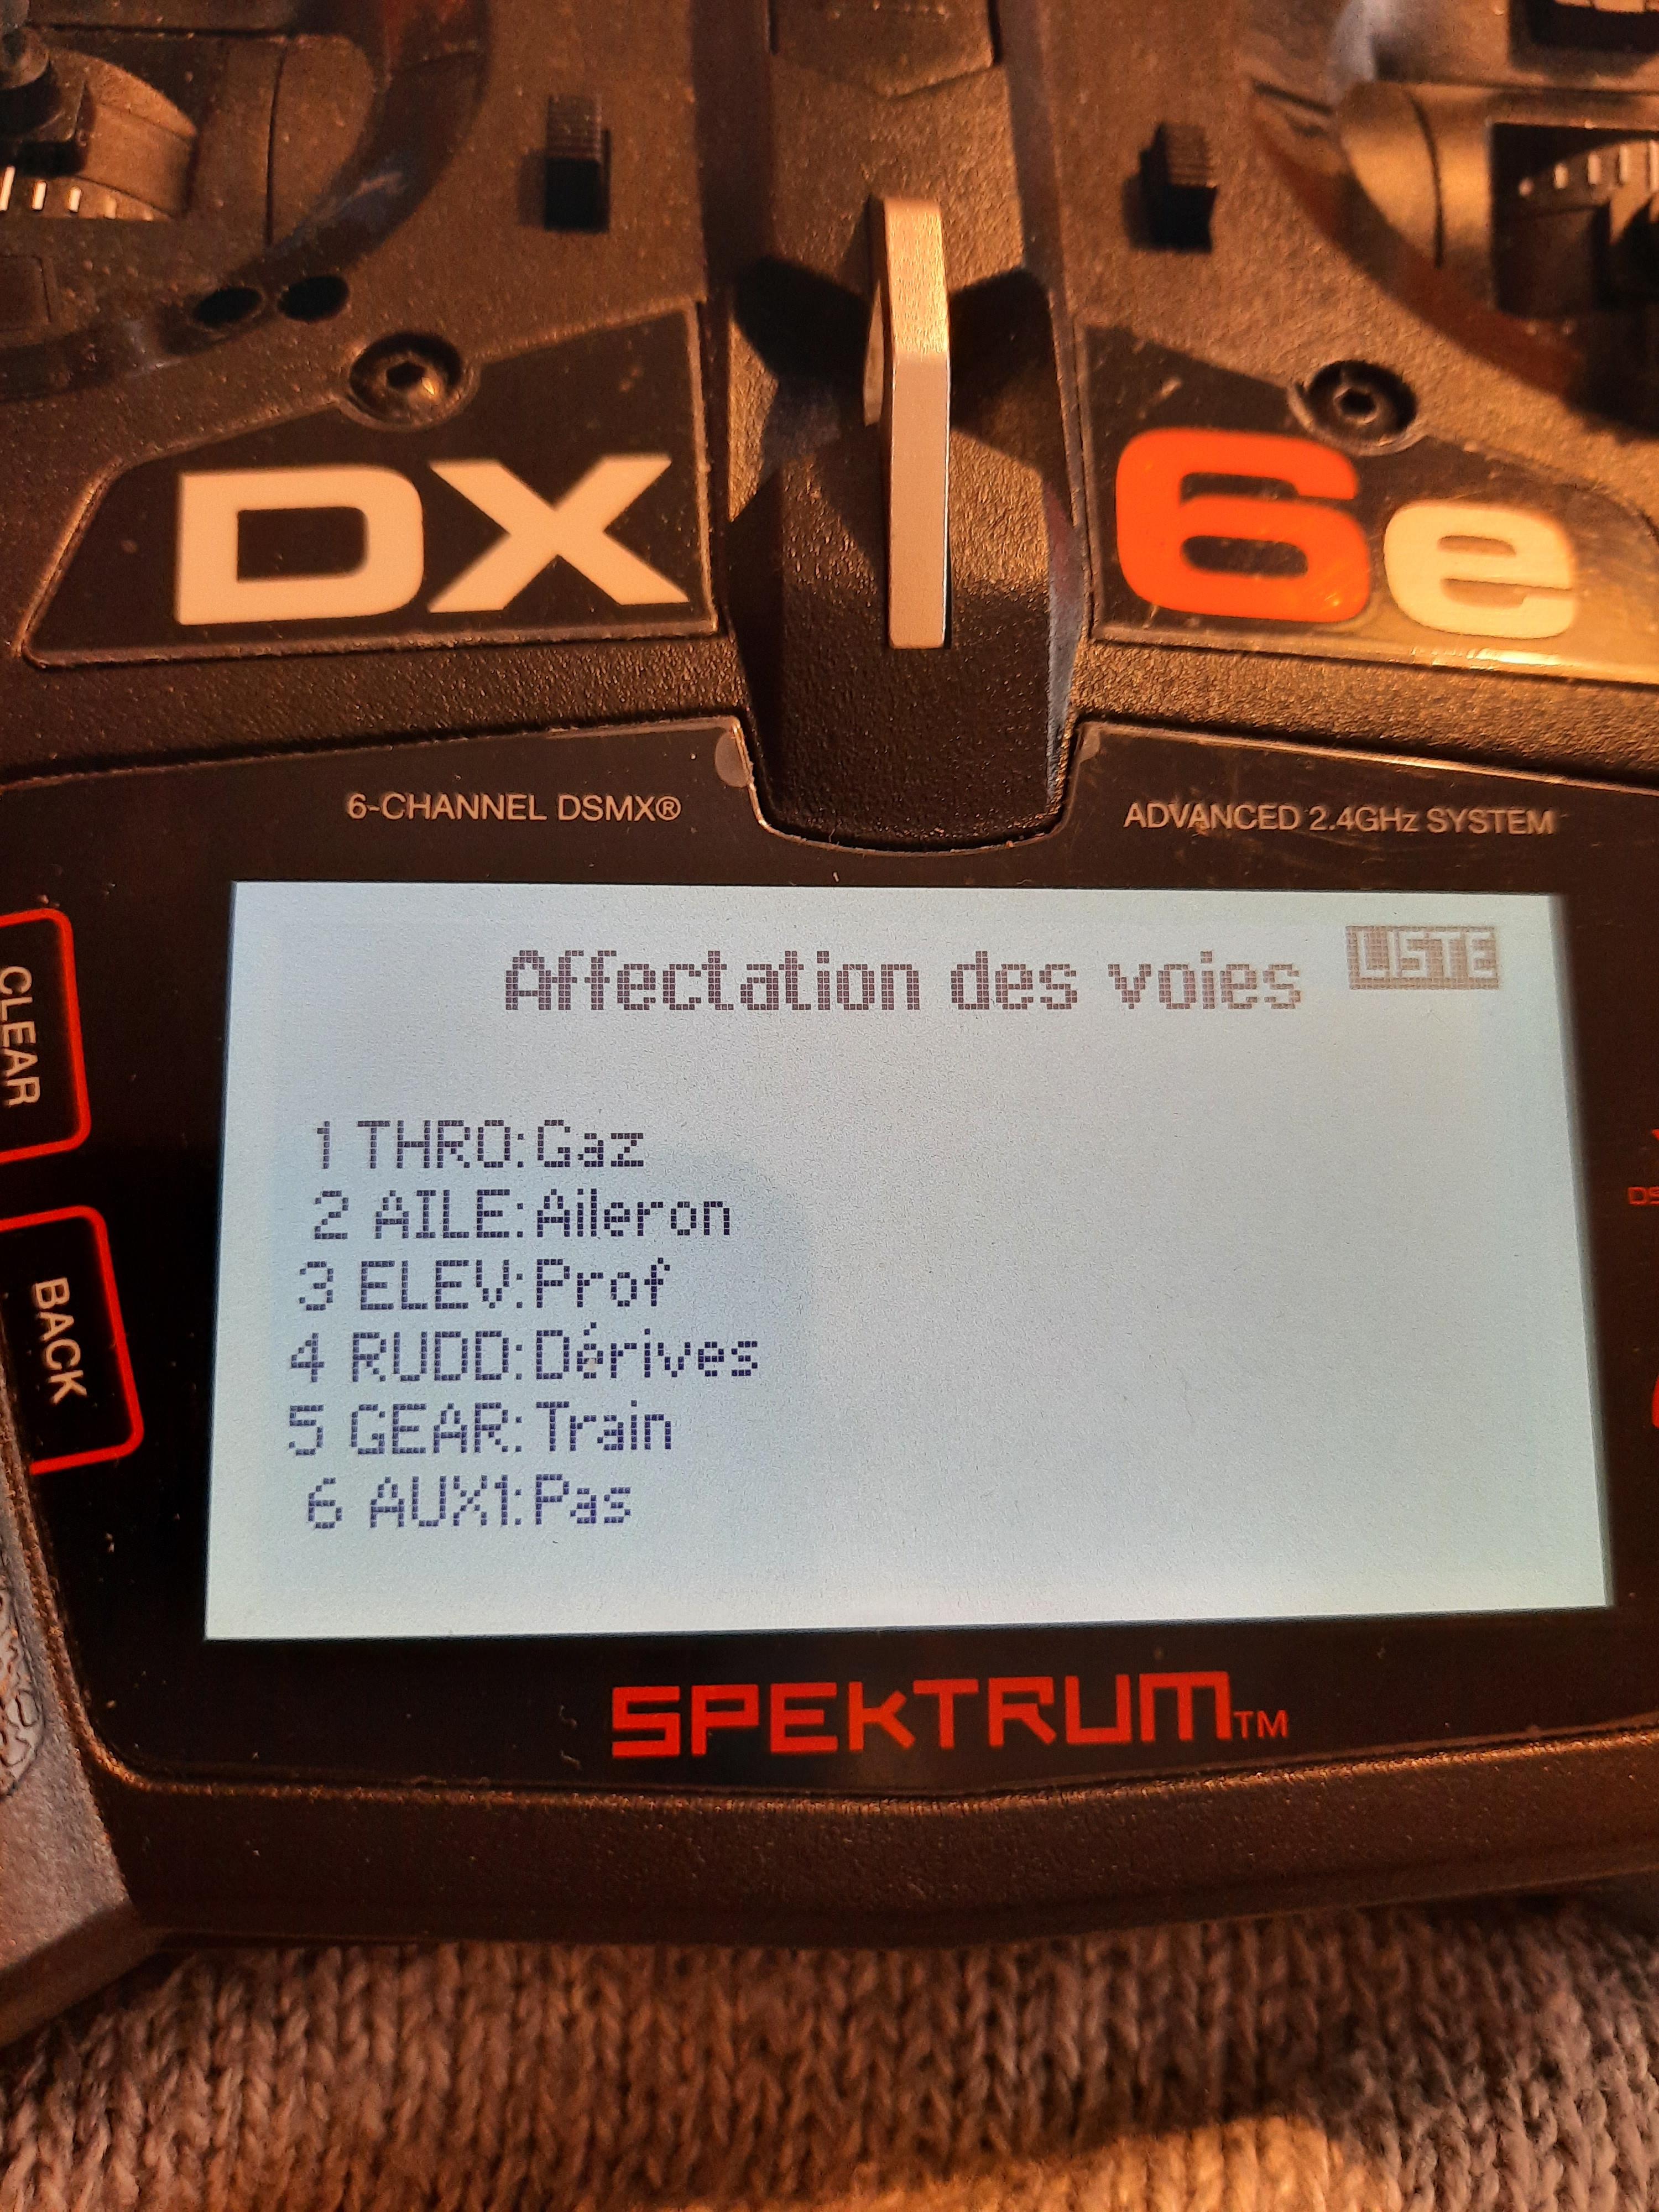 DX 6e
6-CHANNEL DSMX® ADVANCED 2.4GHz SYSTEM
CLEAR
BACK
Affectation des voies LISTE
1 THRO:Gaz
2 AILE:Aileron
3 ELEV:Prof
4 RUDD:Dérives
5 GEAR:Train
6 AUX1:Pas
SPEKTRUM™